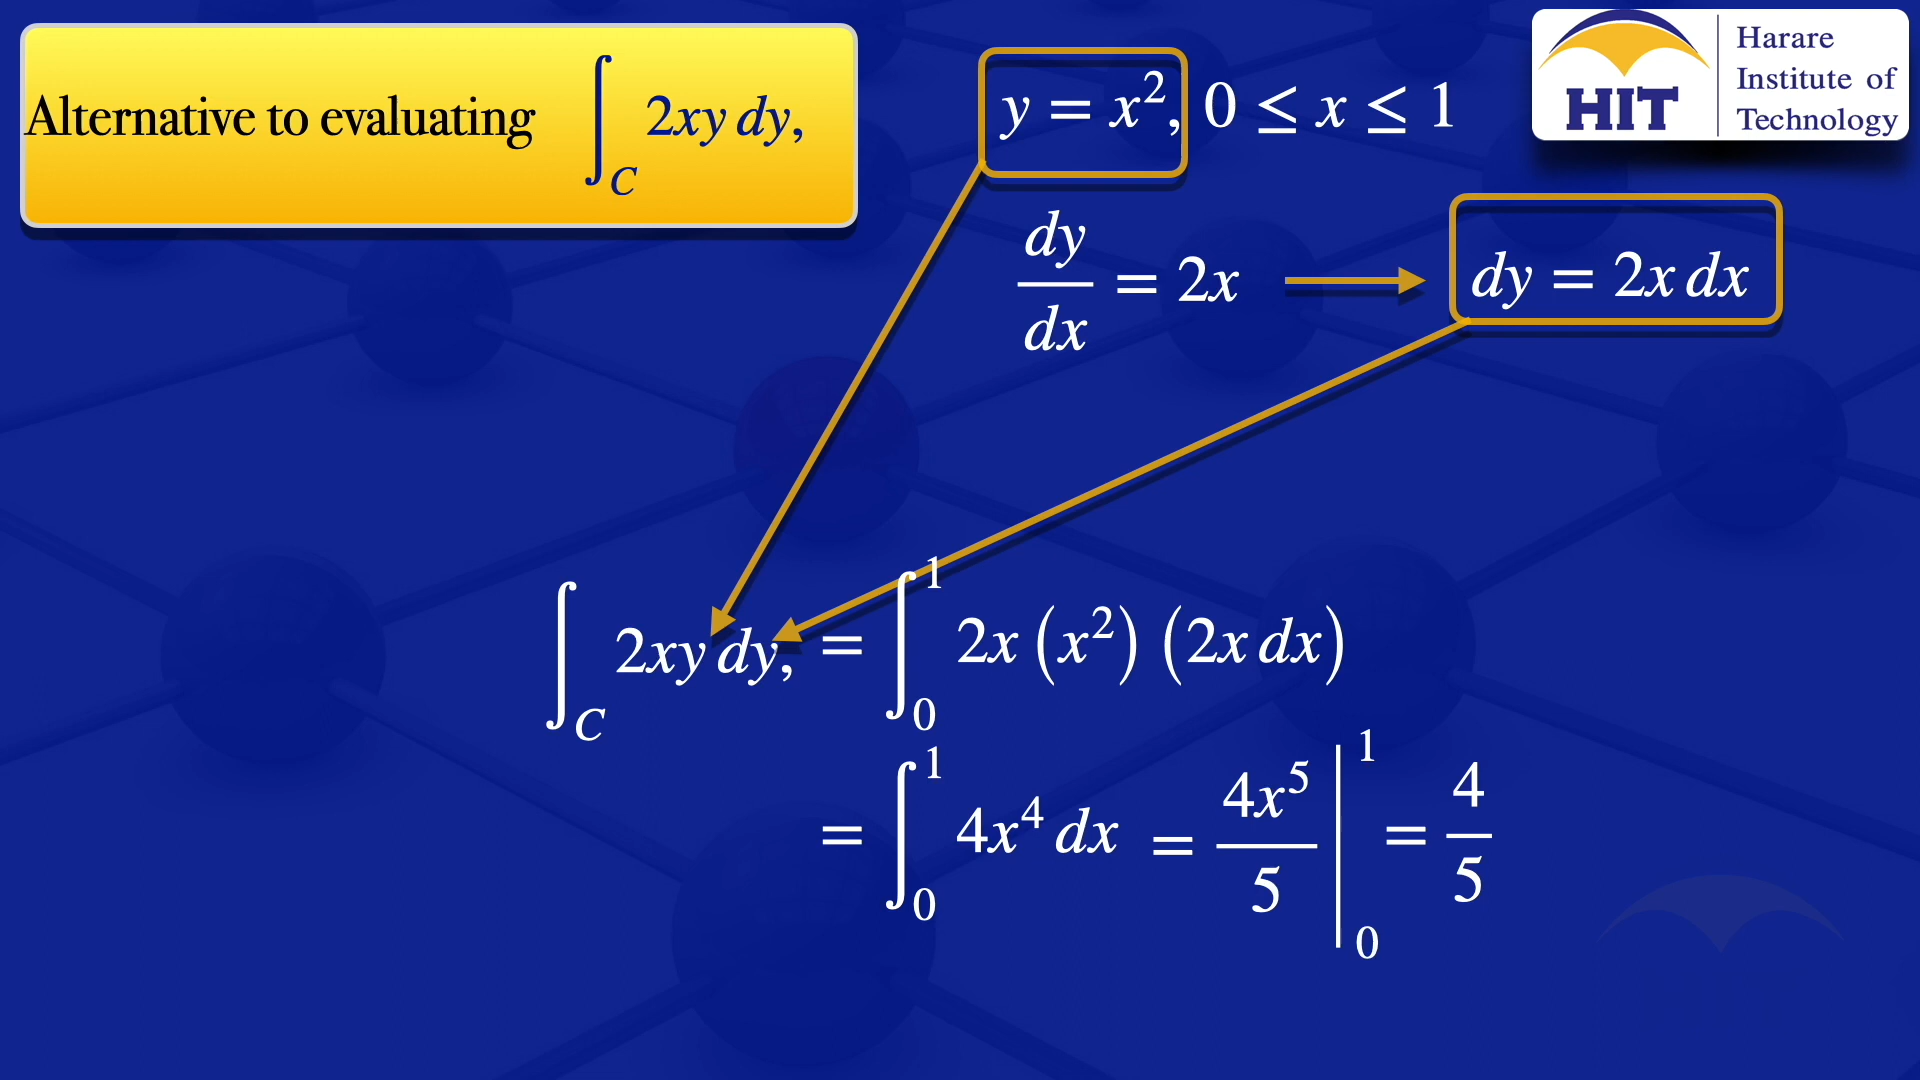 Alternative to evaluating ∫_C 2xy dy,
y = x², 0 ≤ x ≤ 1
HIT
Harare
Institute of
Technology
dy/dx = 2x → dy = 2x dx
∫_C 2xy dy, = ∫_0^1 2x (x²) (2x dx)
= ∫_0^1 4x⁴ dx = 4x⁵/5 |_0^1 = 4/5